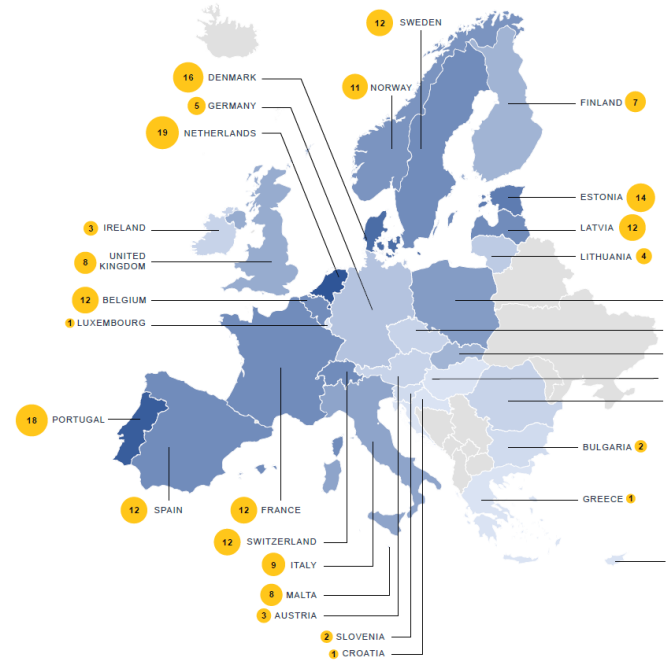 12 SWEDEN
16 DENMARK
11 NORWAY
5 GERMANY
FINLAND 7
19 NETHERLANDS
ESTONIA 14
3 IRELAND
LATVIA 12
8 UNITED
KINGDOM
LITHUANIA 4
12 BELGIUM
1 LUXEMBOURG
18 PORTUGAL
BULGARIA 2
GREECE 1
12 SPAIN
12 FRANCE
12 SWITZERLAND
9 ITALY
8 MALTA
3 AUSTRIA
2 SLOVENIA
1 CROATIA